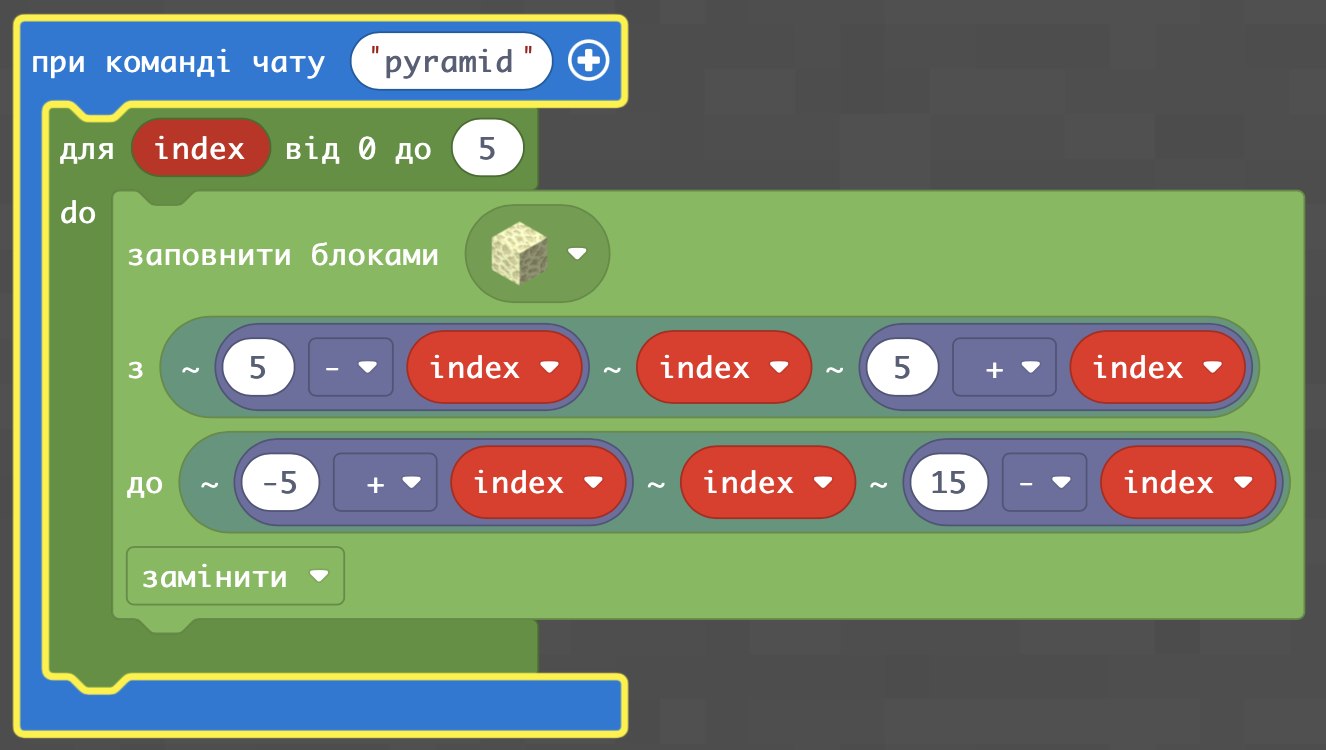 при команді чату "pyramid"
для index від 0 до 5
do
заповнити блоками
з ~ 5 - index ~ index ~ 5 + index
до ~ -5 + index ~ index ~ 15 - index
замінити